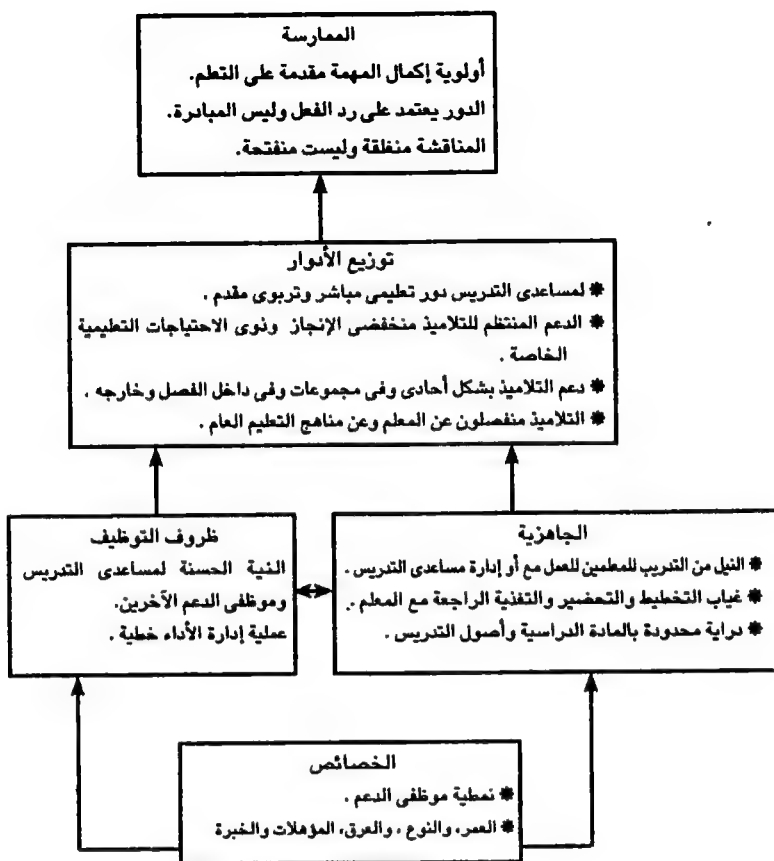 الممارسة
أولوية إكمال المهمة مقدمة على التعلم.
الدور يعتمد على رد الفعل وليس المبادرة.
المناقشة منغلقة وليست منفتحة.
توزيع الأدوار
* لمساعدى التدريس دور تعليمى مباشر وتربوى مقدم .
* الدعم المنتظم للتلاميذ منخفضى الإنجاز وذوى الاحتياجات التعليمية
الخاصة .
* دعم التلاميذ بشكل أحادى وفى مجموعات وفى داخل الفصل وخارجه .
* التلاميذ منفصلون عن المعلم وعن مناهج التعليم العام .
ظروف التوظيف
النية الحسنة لمساعدى التدريس
وموظفى الدعم الآخرين.
عملية إدارة الأداء خطية .
الجاهزية
* النيل من التدريب للمعلمين للعمل مع أو إدارة مساعدى التدريس .
* غياب التخطيط والتحضير والتغذية الراجعة مع المعلم .
* دراية محدودة بالمادة الدراسية وأصول التدريس .
الخصائص
* نمطية موظفى الدعم .
* العمر، والنوع ، والعرق، المؤهلات والخبرة